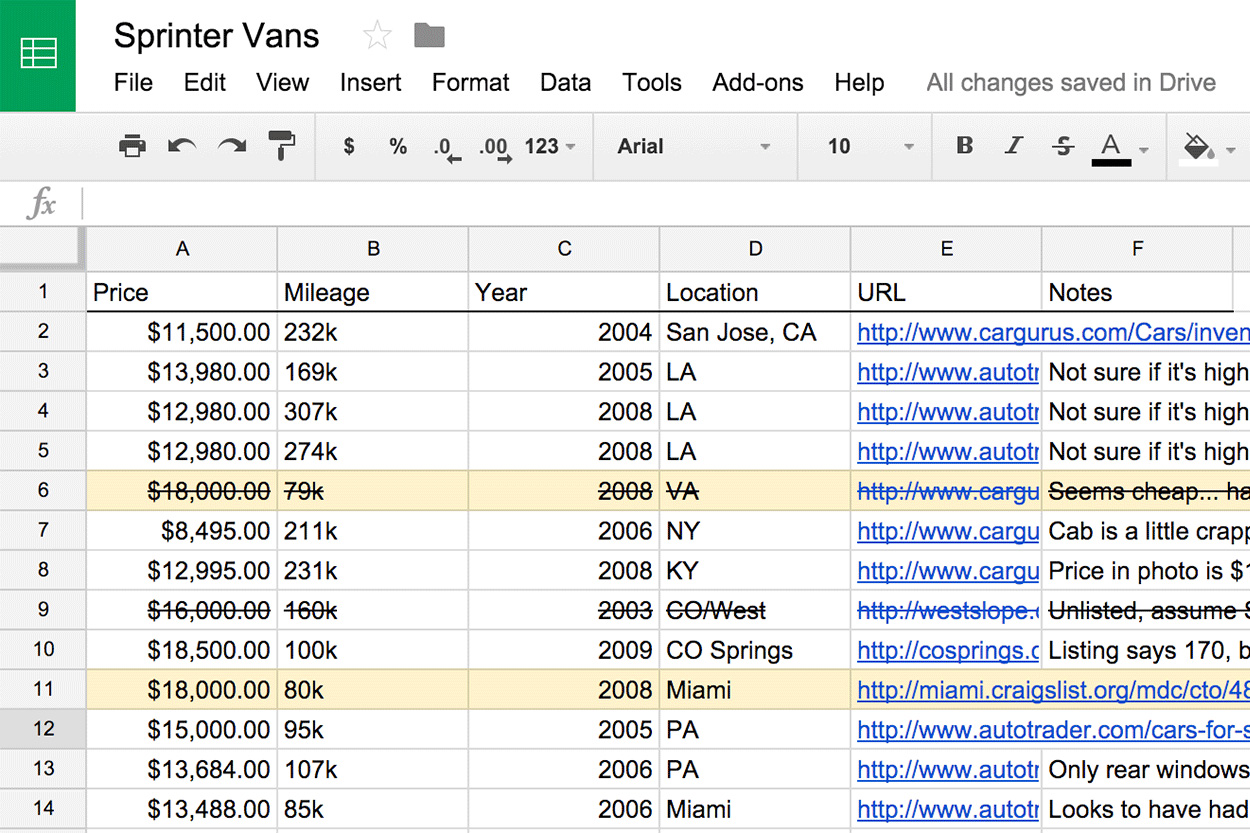 Sprinter Vans
File Edit View Insert Format Data Tools Add-ons Help All changes saved in Drive
$ % .0 .00 123 Arial 10 B I S A
fx
A B C D E F
1 Price Mileage Year Location URL Notes
2 $11,500.00 232k 2004 San Jose, CA http://www.cargurus.com/Cars/inven
3 $13,980.00 169k 2005 LA http://www.autotr Not sure if it's high
4 $12,980.00 307k 2008 LA http://www.autotr Not sure if it's high
5 $12,980.00 274k 2008 LA http://www.autotr Not sure if it's high
6 $18,000.00 79k 2008 VA http://www.cargu Seems cheap... ha
7 $8,495.00 211k 2006 NY http://www.cargu Cab is a little crapp
8 $12,995.00 231k 2008 KY http://www.cargu Price in photo is $1
9 $16,000.00 160k 2003 CO/West http://westslope.c Unlisted, assume $
10 $18,500.00 100k 2009 CO Springs http://cosprings.c Listing says 170, b
11 $18,000.00 80k 2008 Miami http://miami.craigslist.org/mdc/cto/48
12 $15,000.00 95k 2005 PA http://www.autotrader.com/cars-for-s
13 $13,684.00 107k 2006 PA http://www.autotr Only rear windows
14 $13,488.00 85k 2006 Miami http://www.autotr Looks to have had